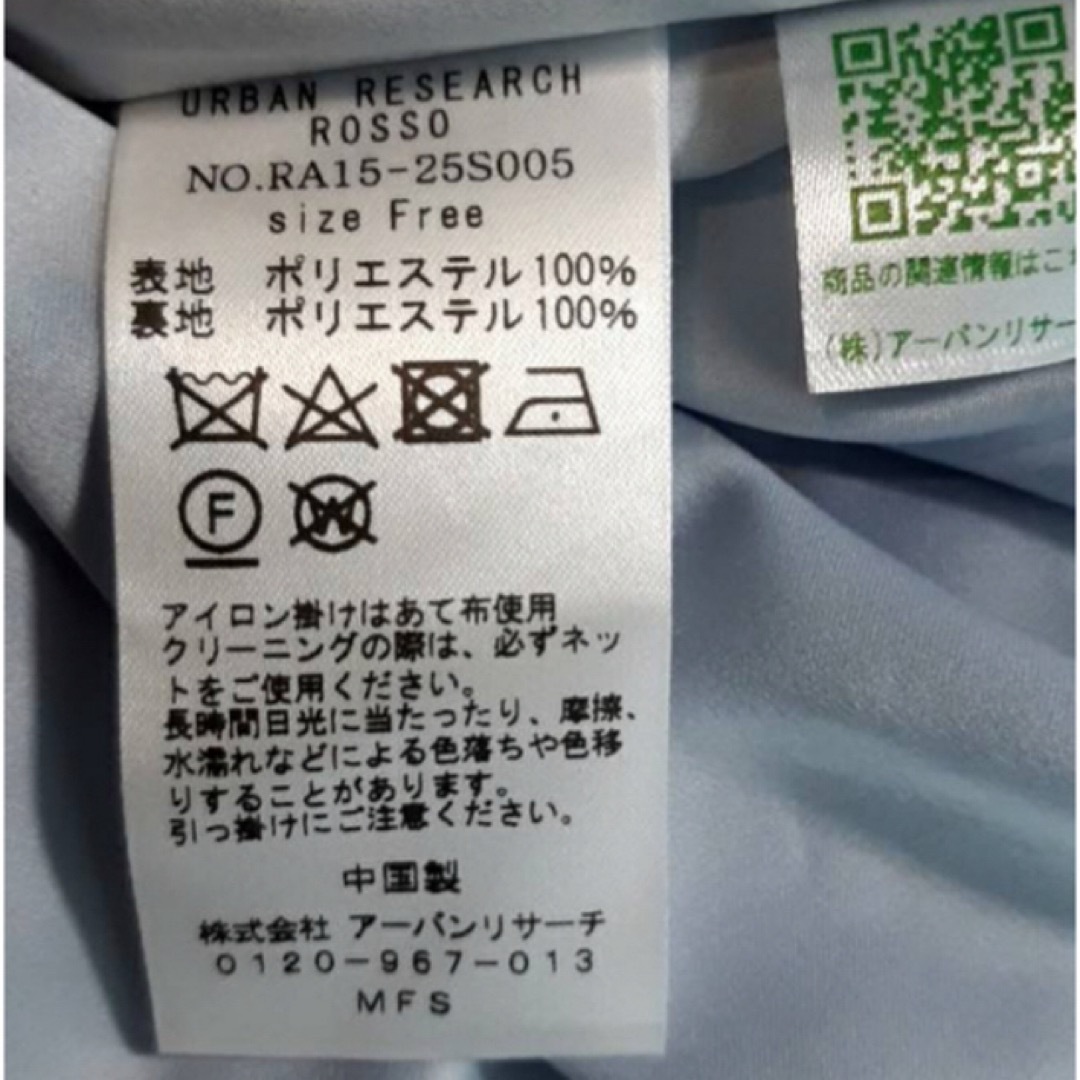 URBAN RESEARCH
ROSSO
NO.RA15-25S005
size Free
表地 ポリエステル100%
裏地 ポリエステル100%
F W
アイロン掛けはあて布使用
クリーニングの際は、必ずネッ
トをご使用ください。
長時間日光に当たったり、摩擦、
水濡れなどによる色落ちや色移
りすることがあります。
引っ掛けにご注意ください。
中国製
株式会社 アーバンリサーチ
0120-967-013
MFS
商品の関連情報はこ
(株)アーバンリサー